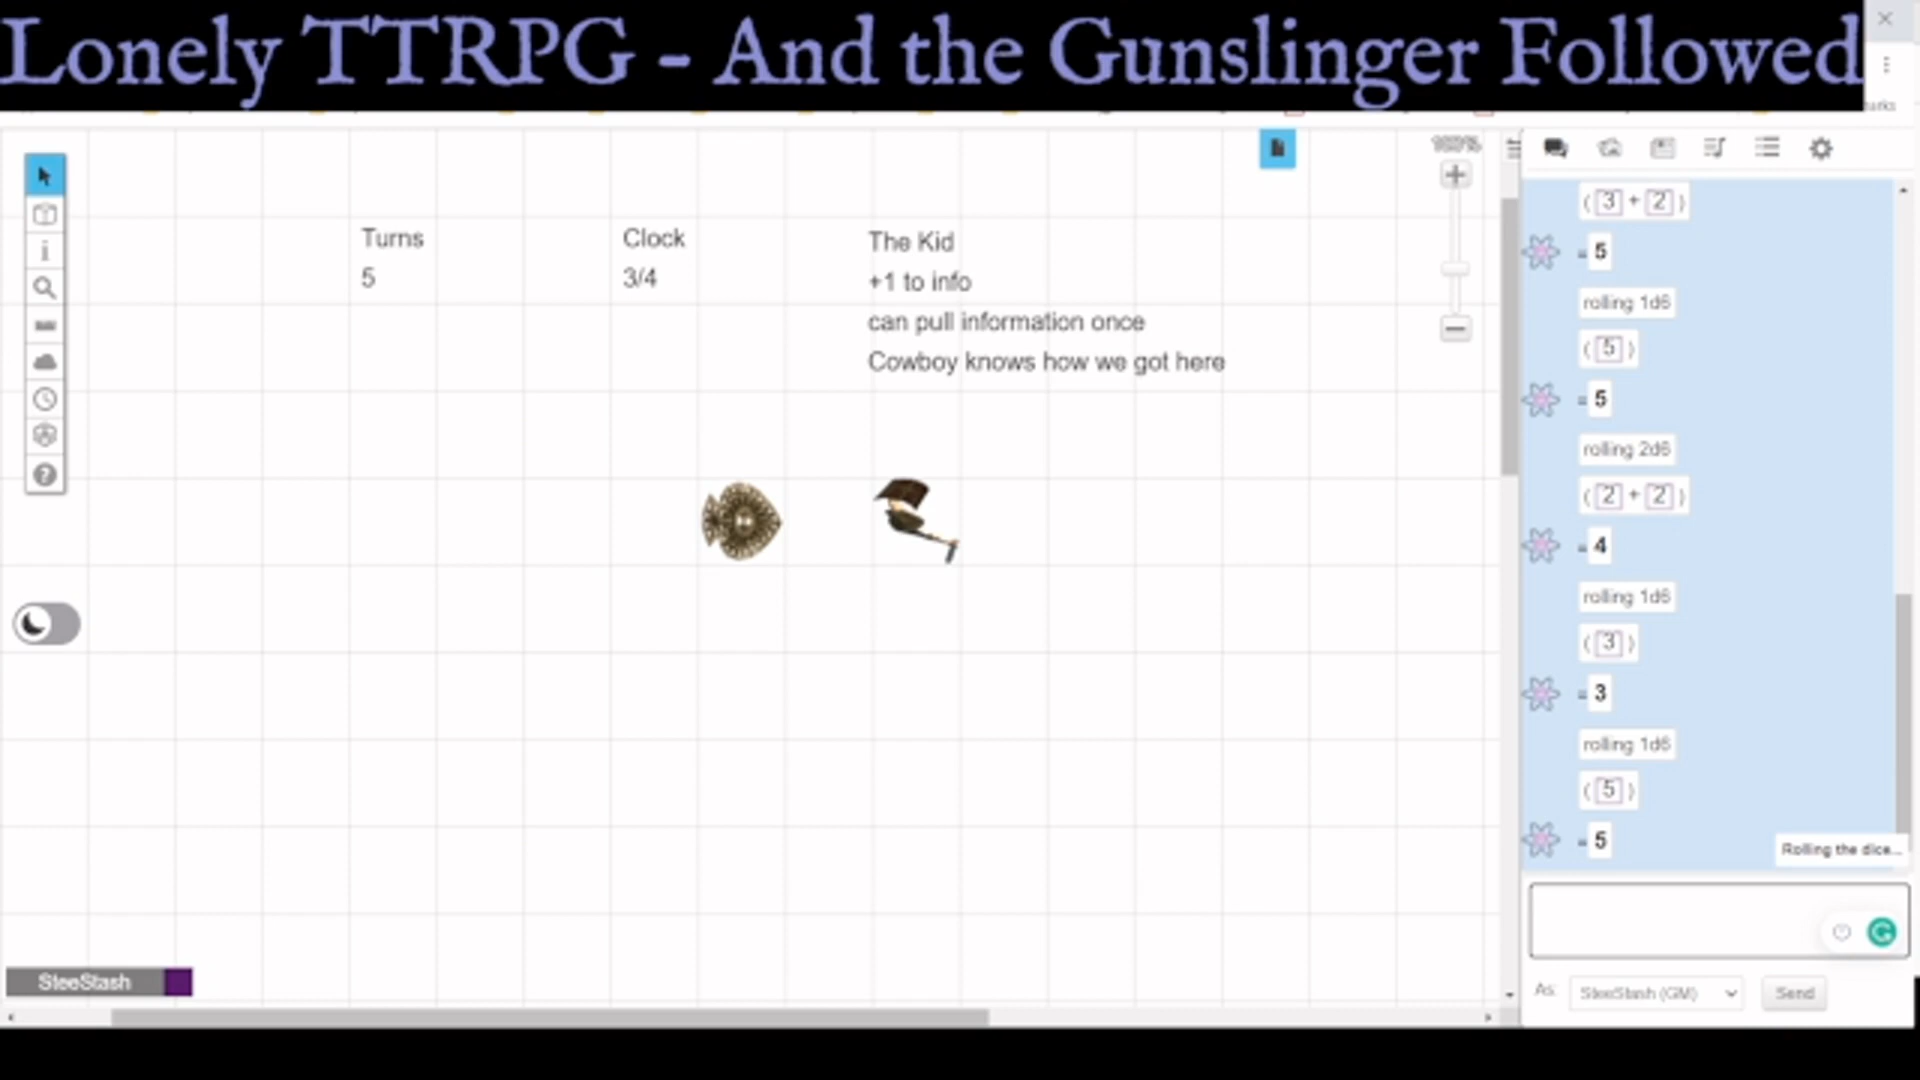 Lonely TTRPG - And the Gunslinger Followed
Turns
5
Clock
3/4
The Kid
+1 to info
can pull information once
Cowboy knows how we got here
(3 + 2)
= 5
rolling 1d6
(5)
= 5
rolling 2d6
(2 + 2)
= 4
rolling 1d6
(3)
= 3
rolling 1d6
(5)
= 5
Rolling the dice...
SteeStash
As: SteeStash (GM) Send